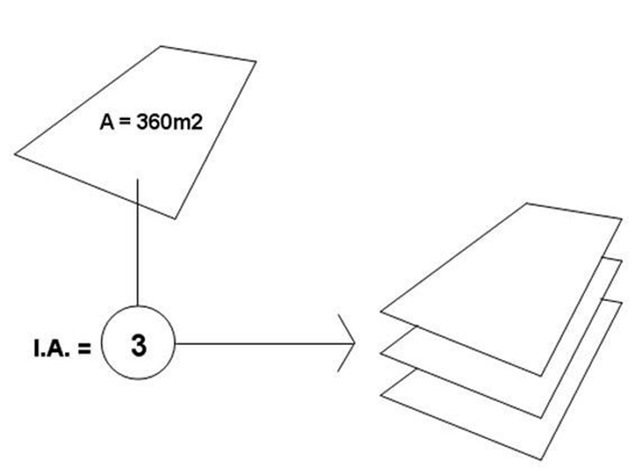 A = 360m2
I.A. = 3